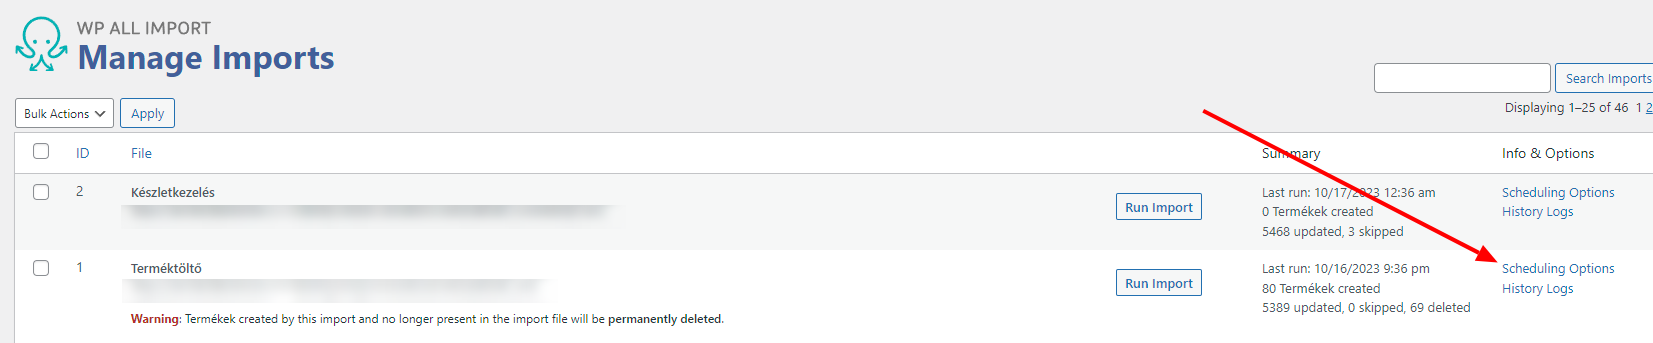 WP ALL IMPORT
Manage Imports
Search Imports
Bulk Actions Apply Displaying 1–25 of 46 1 2
ID File Summary Info & Options
2 Készletkezelés Run Import Last run: 10/17/2023 12:36 am Scheduling Options
0 Termékek created History Logs
5468 updated, 3 skipped
1 Terméktöltő Run Import Last run: 10/16/2023 9:36 pm Scheduling Options
80 Termékek created History Logs
5389 updated, 0 skipped, 69 deleted
Warning: Termékek created by this import and no longer present in the import file will be permanently deleted.